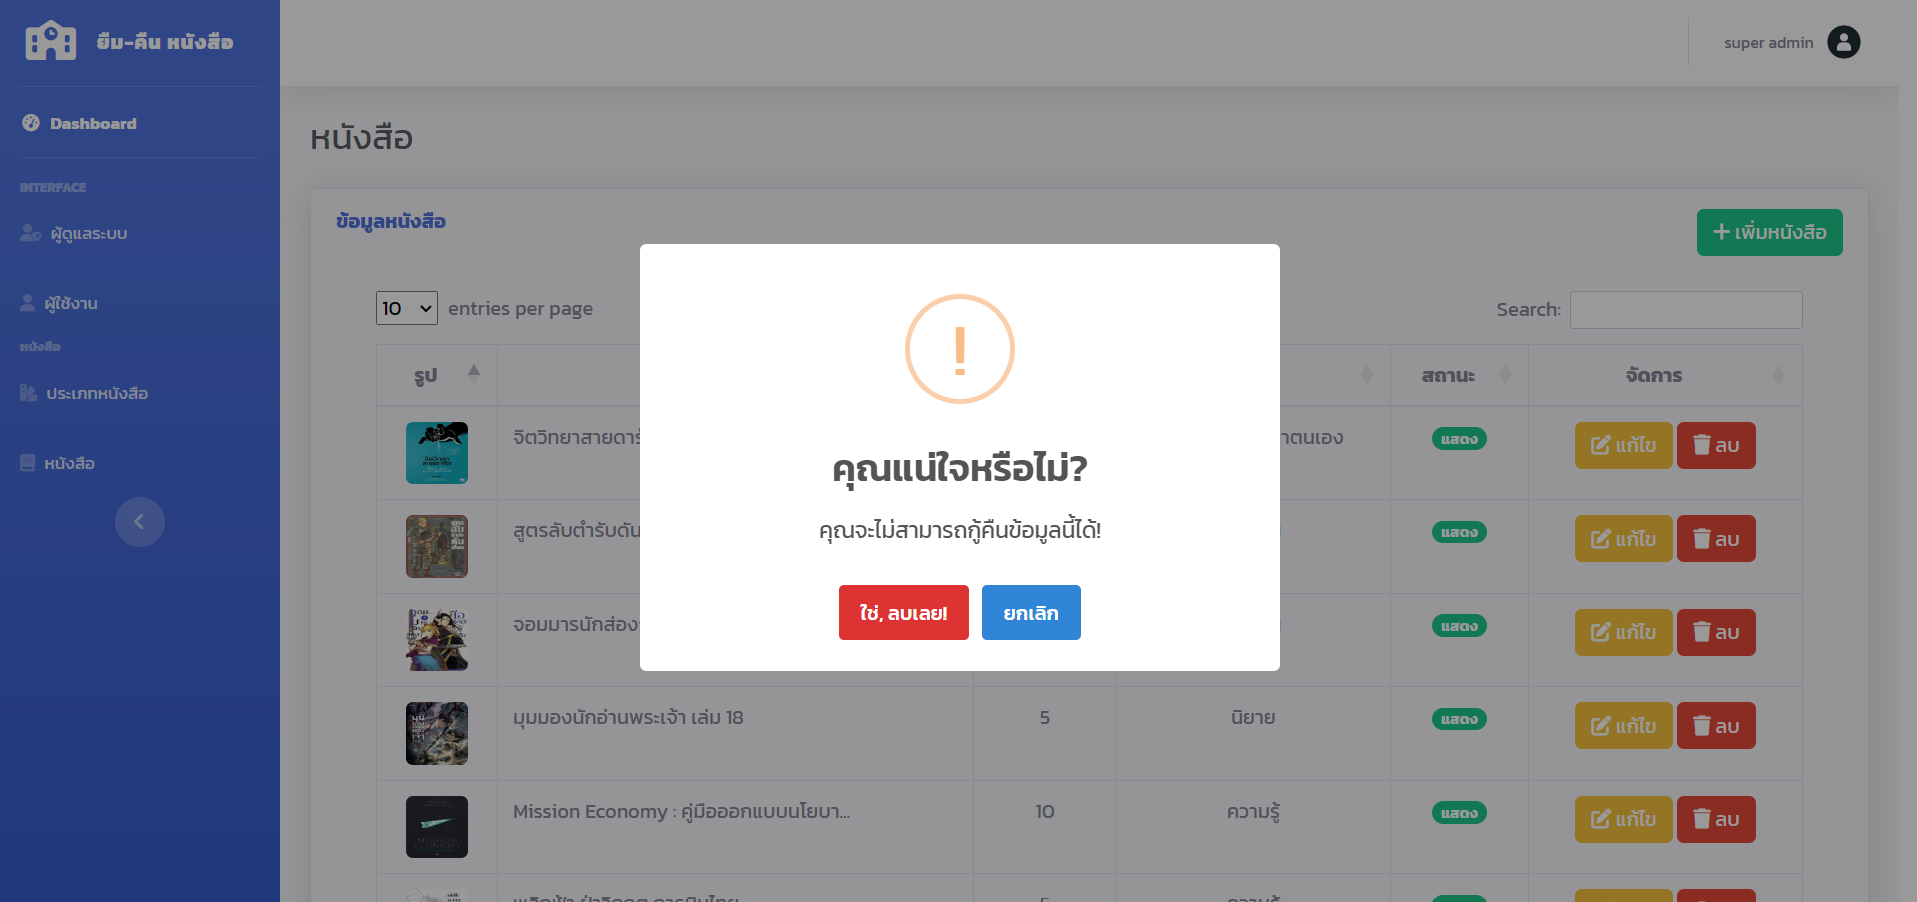 ยืม-คืน หนังสือ
super admin
Dashboard
INTERFACE
ผู้ดูแลระบบ
ผู้ใช้งาน
หนังสือ
ประเภทหนังสือ
หนังสือ
หนังสือ
ข้อมูลหนังสือ
เพิ่มหนังสือ
10 entries per page
Search:
รูป สถานะ จัดการ
จิตวิทยาสายดาร์ าตนเอง แสดง แก้ไข ลบ
สูตรลับตำรับดัน แสดง แก้ไข ลบ
จอมมารนักส่อง แสดง แก้ไข ลบ
คุณแน่ใจหรือไม่?
คุณจะไม่สามารถกู้คืนข้อมูลนี้ได้!
ใช่, ลบเลย! ยกเลิก
มุมมองนักอ่านพระเจ้า เล่ม 18 5 นิยาย แสดง แก้ไข ลบ
Mission Economy : คู่มือออกแบบนโยบา... 10 ความรู้ แสดง แก้ไข ลบ
MISSION
ECONOMY